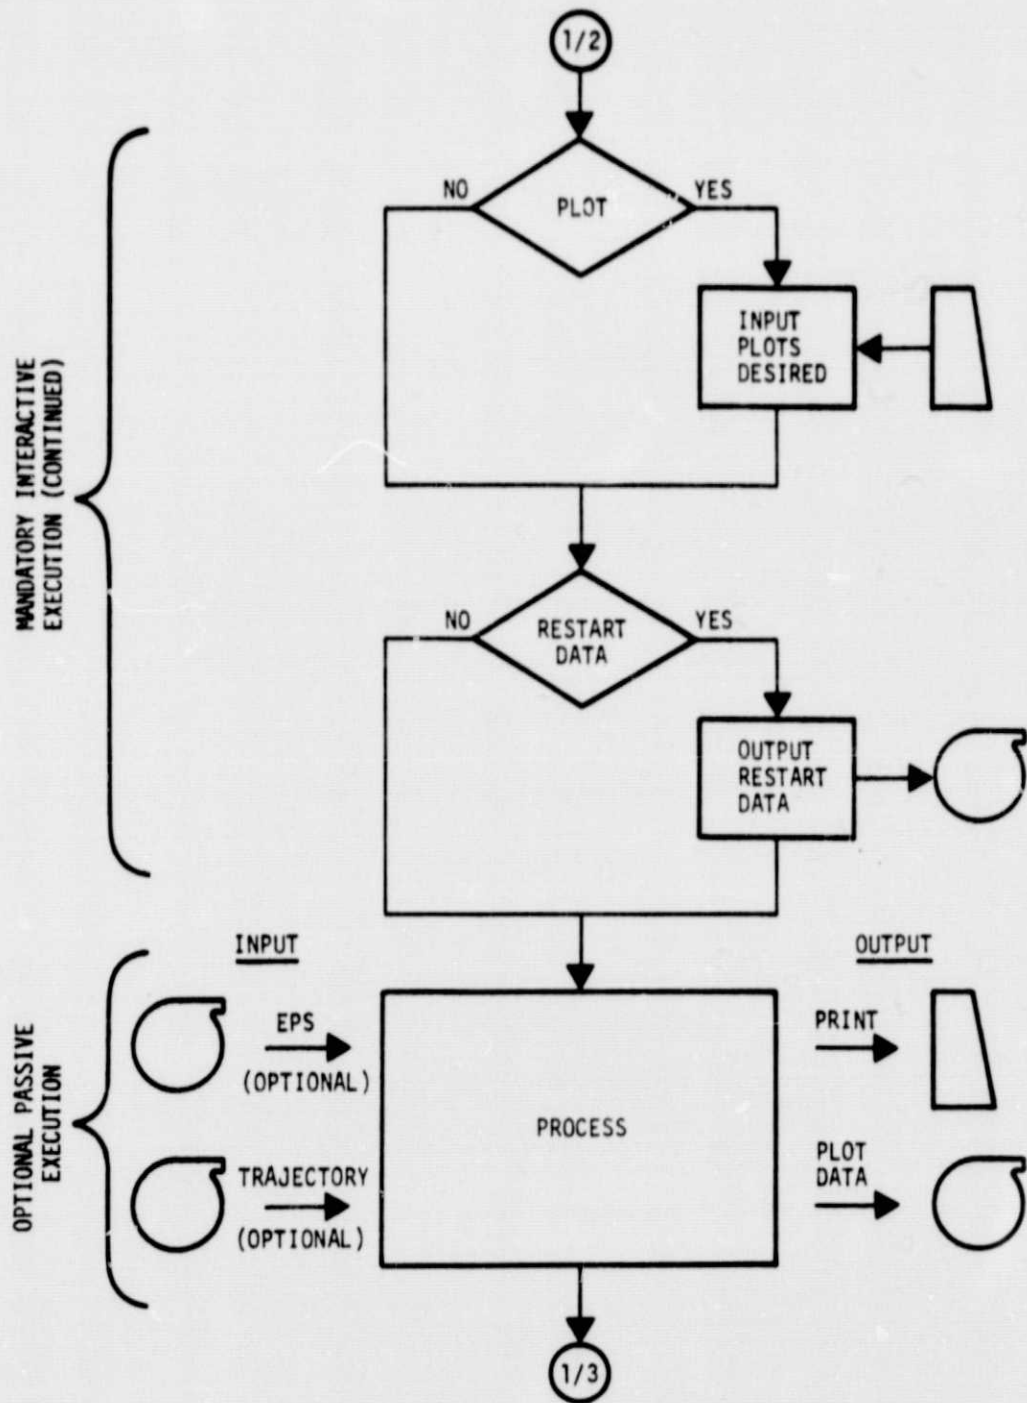 1/2
NO
YES
PLOT
INPUT
PLOTS
DESIRED
MANDATORY INTERACTIVE
EXECUTION (CONTINUED)
NO
YES
RESTART
DATA
OUTPUT
RESTART
DATA
INPUT
OUTPUT
OPTIONAL PASSIVE
EXECUTION
EPS
(OPTIONAL)
TRAJECTORY
(OPTIONAL)
PROCESS
PRINT
PLOT
DATA
1/3